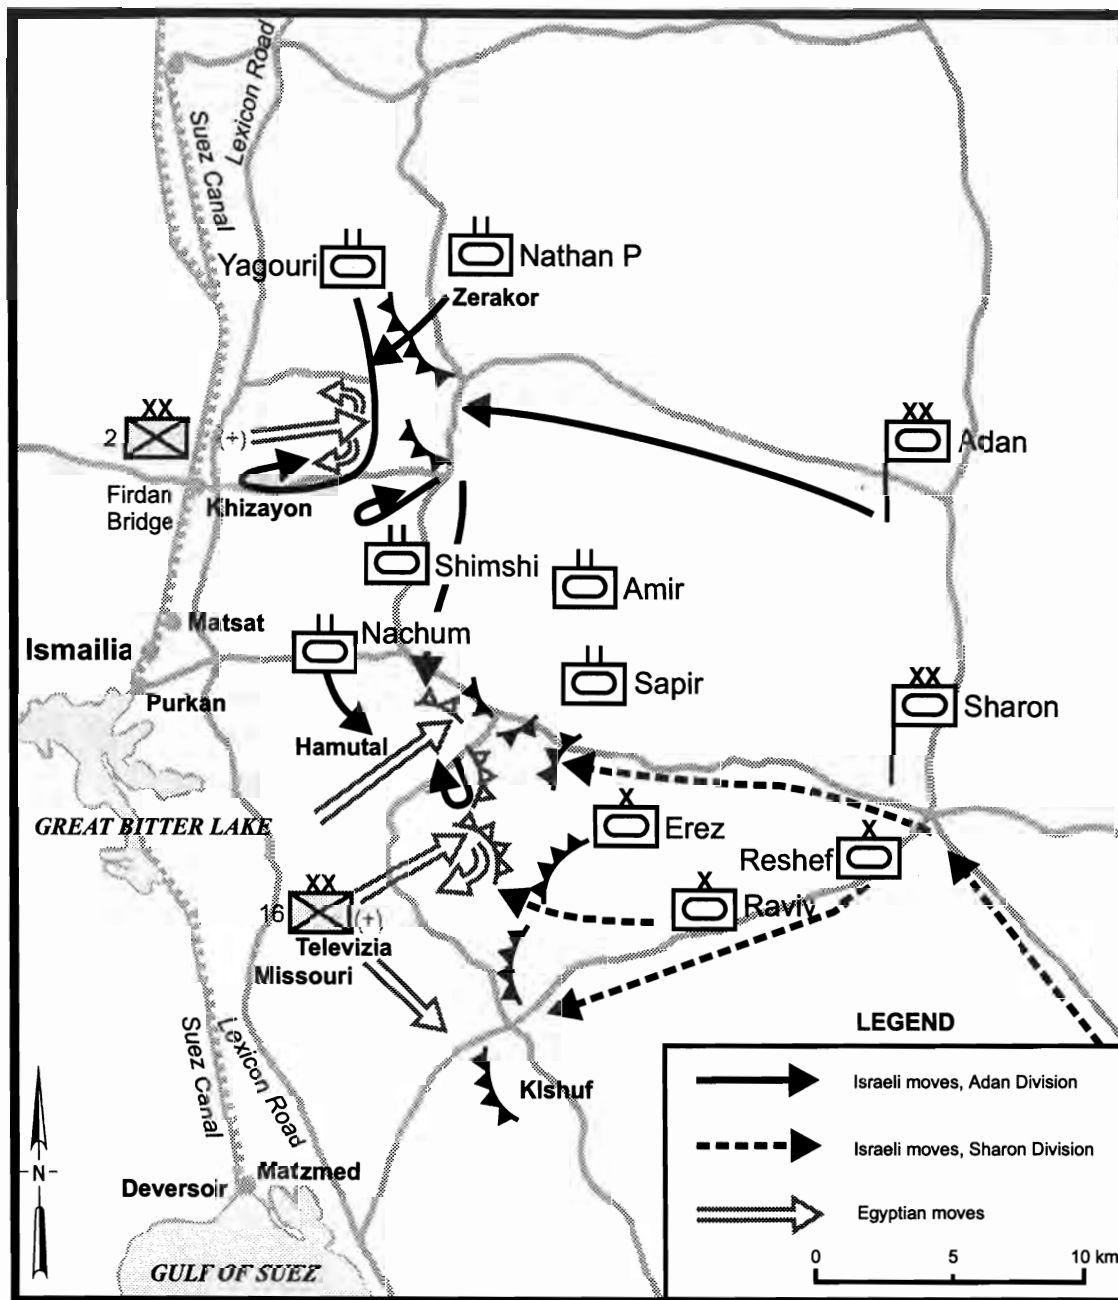 Lexicon Road
Suez Canal
Yagouri
Nathan P
Zerakor
XX
2
(+)
XX
Adan
Firdan
Bridge
Khizayon
Shimshi
Amir
Matsat
Nachum
Ismailia
Sapir
XX
Sharon
Purkan
Hamutal
GREAT BITTER LAKE
X
Erez
X
Reshef
XX
16
(+)
X
Raviv
Televizia
Missouri
Suez Canal
Lexicon Road
Klshuf
N
Deversoir
Matzmed
GULF OF SUEZ
LEGEND
Israeli moves, Adan Division
Israeli moves, Sharon Division
Egyptian moves
0 5 10 km